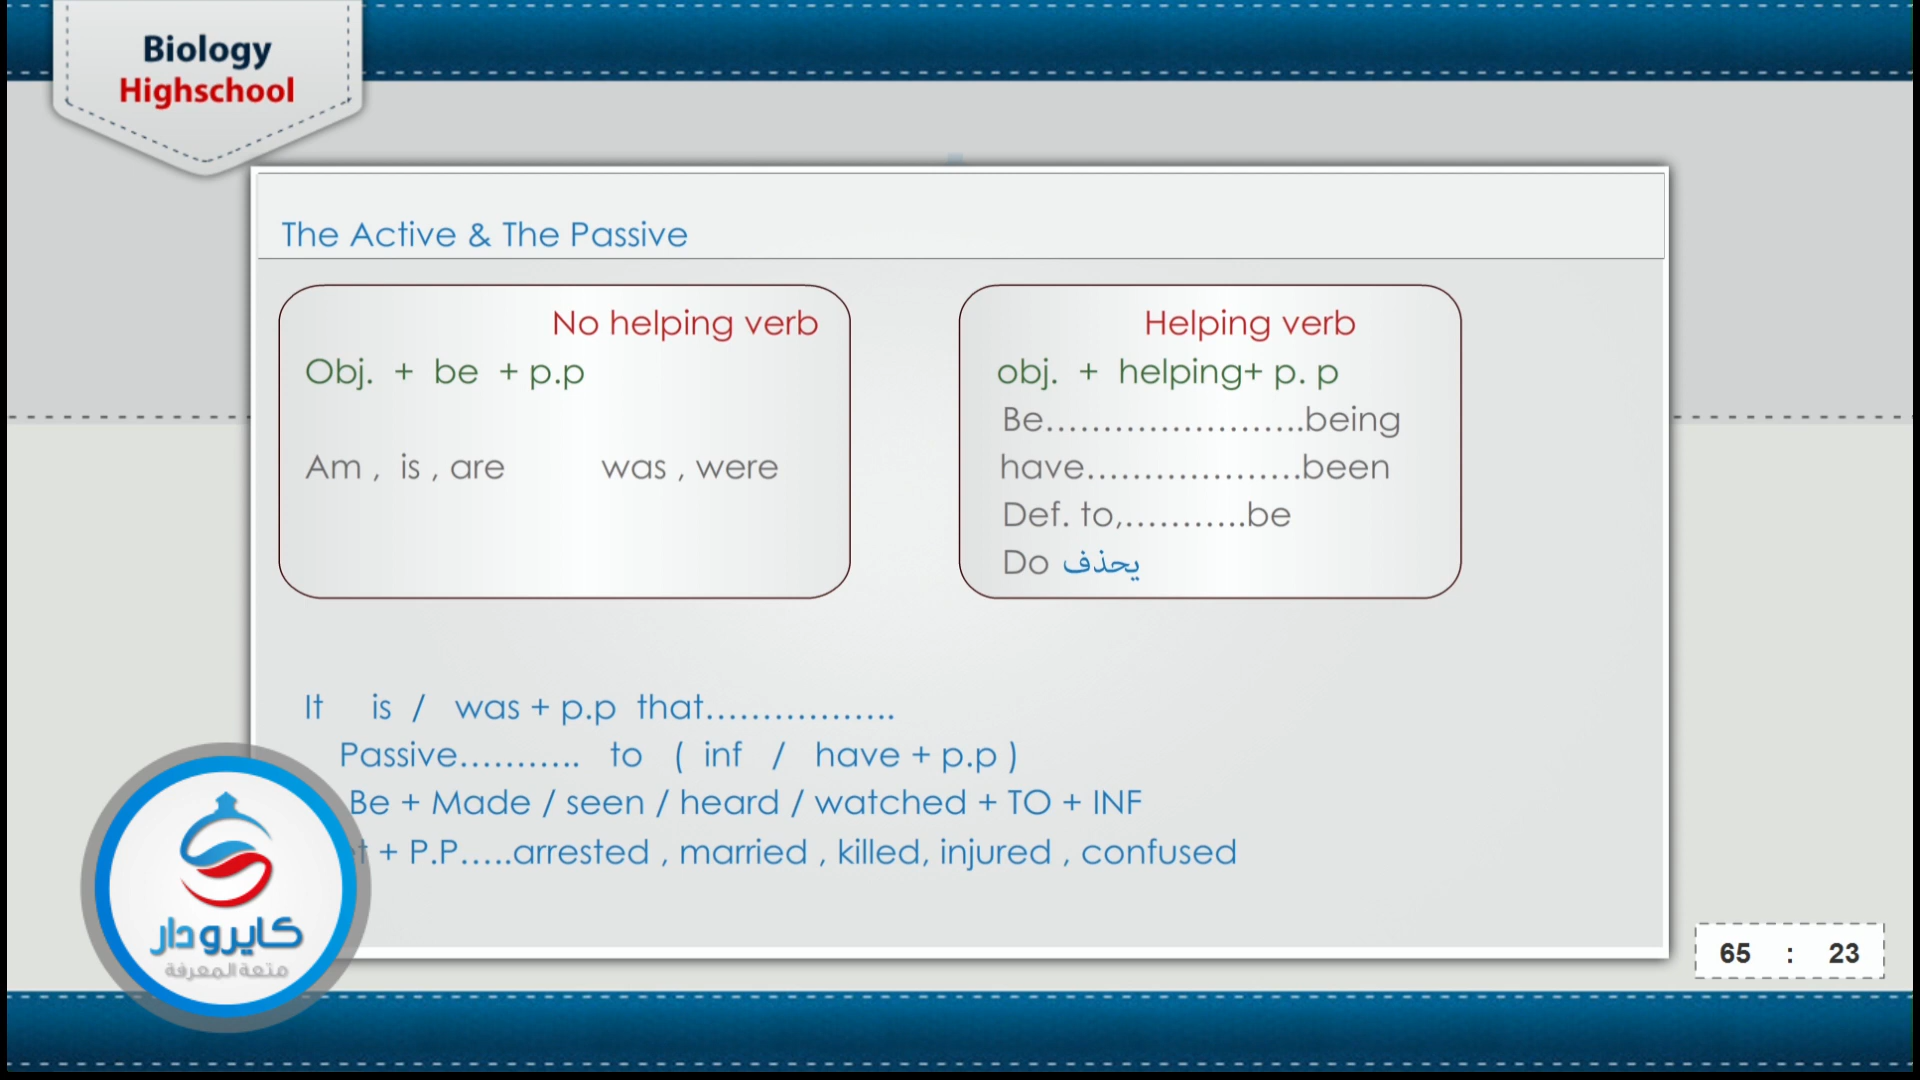 Biology
Highschool
The Active & The Passive
No helping verb
Obj. + be + p.p
Am , is , are was , were
Helping verb
obj. + helping+ p. p
Be.......................being
have...................been
Def. to,...........be
Do يحذف
It is / was + p.p that.................
Passive........... to ( inf / have + p.p )
Be + Made / seen / heard / watched + TO + INF
+ P.P.....arrested , married , killed, injured , confused
كايرودار
متعة المعرفة
65 : 23